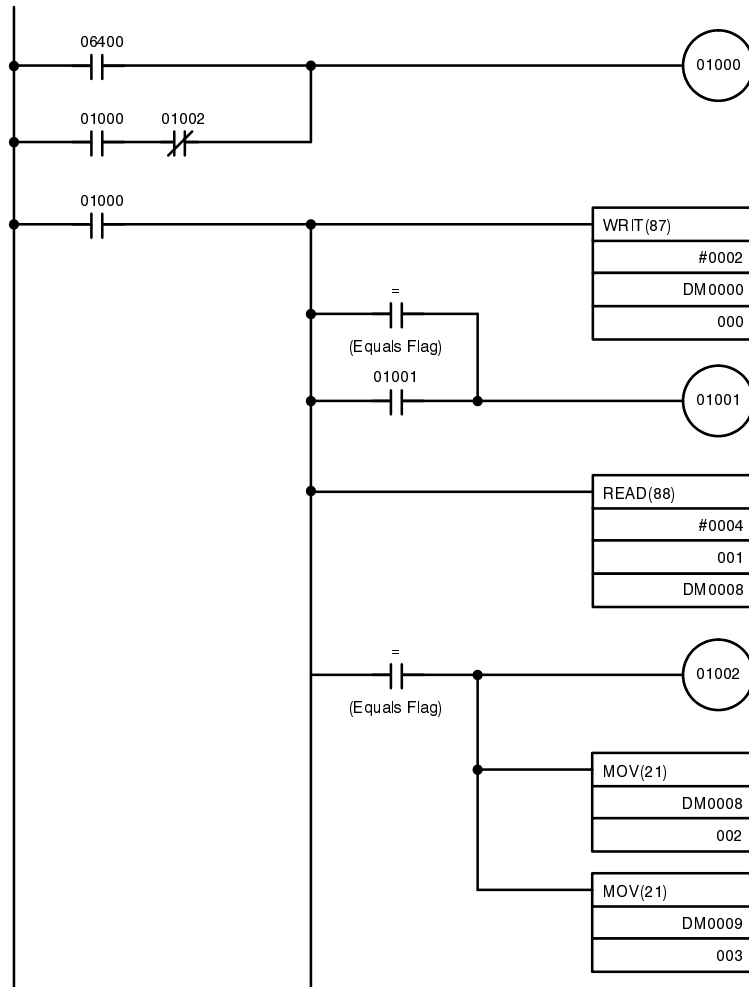 06400
01000
01000 01002
01000
WRIT(87)
#0002
DM0000
000
=
(Equals Flag)
01001
01001
READ(88)
#0004
001
DM0008
=
01002
(Equals Flag)
MOV(21)
DM0008
002
MOV(21)
DM0009
003